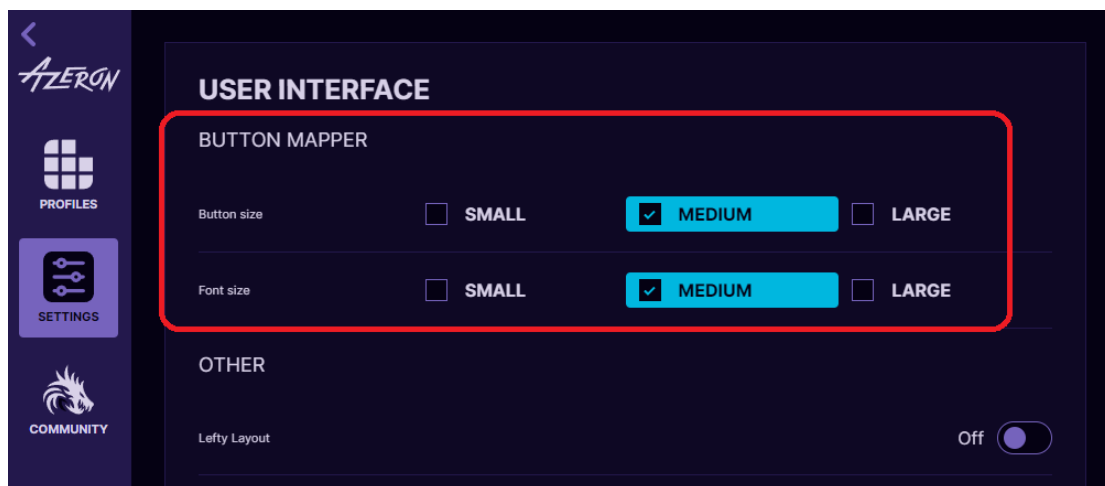 AZERON
PROFILES
SETTINGS
COMMUNITY
USER INTERFACE
BUTTON MAPPER
Button size SMALL MEDIUM LARGE
Font size SMALL MEDIUM LARGE
OTHER
Lefty Layout Off